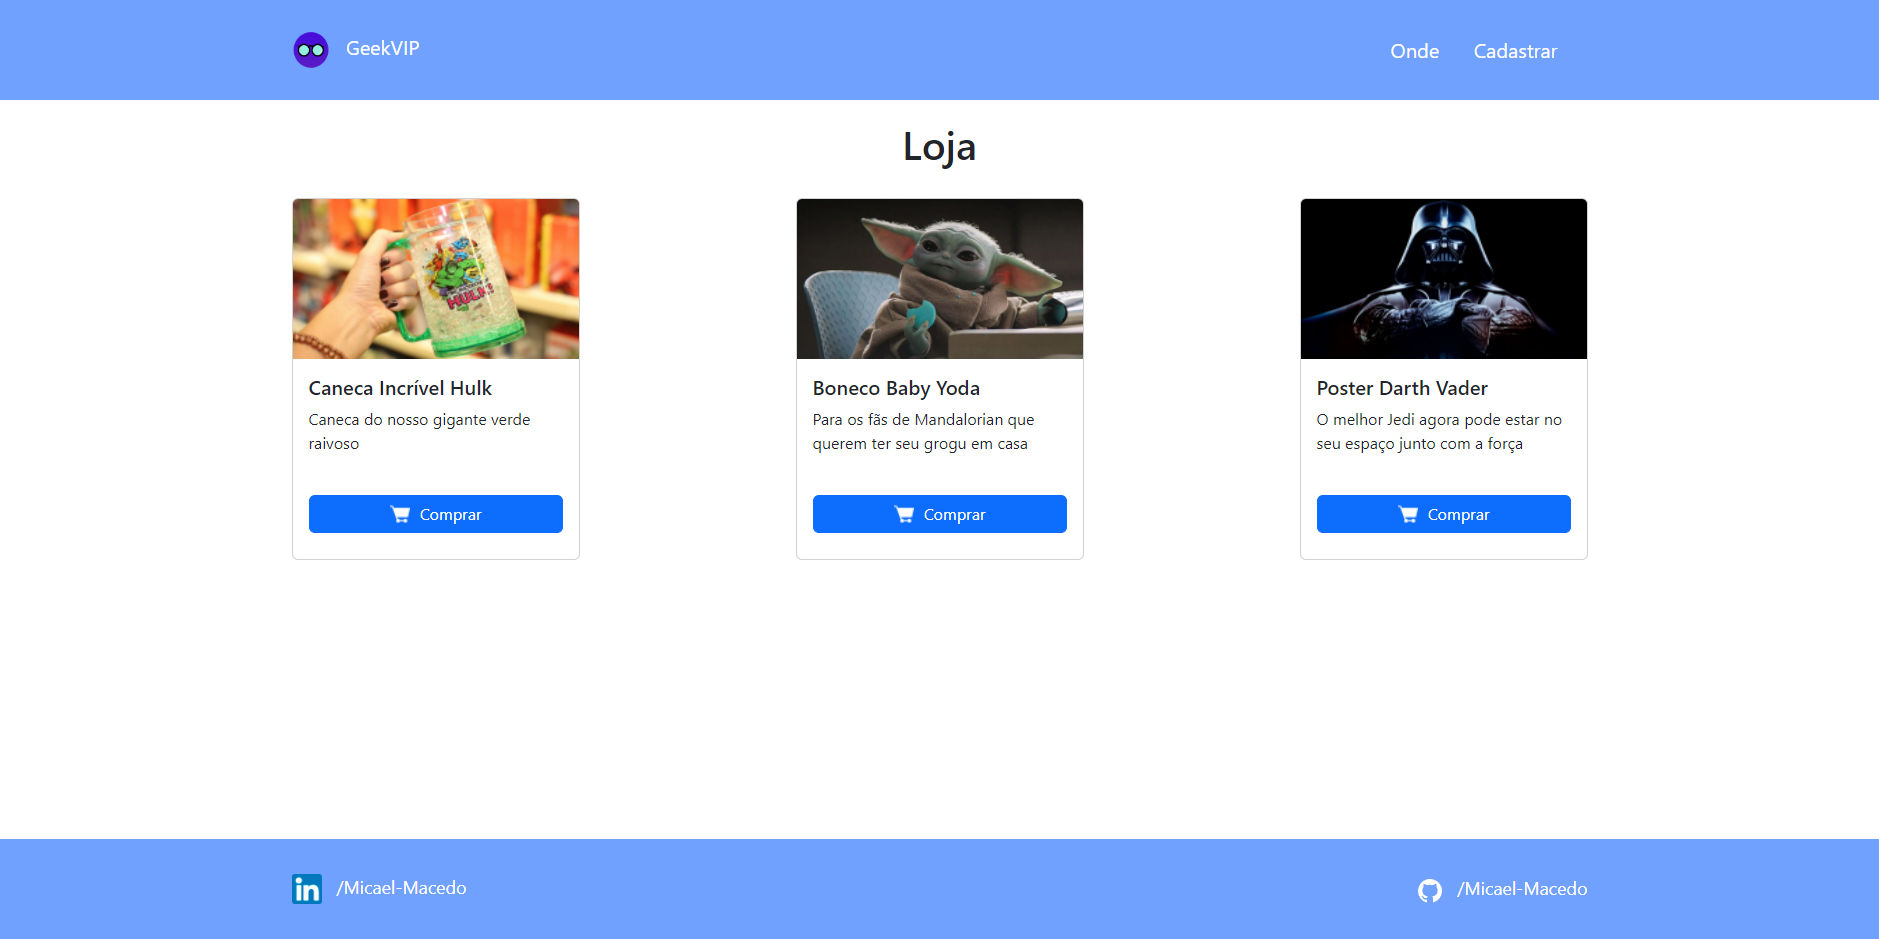 GeekVIP
Onde
Cadastrar
Loja
HULK!
Caneca Incrível Hulk
Caneca do nosso gigante verde
raivoso
Comprar
Boneco Baby Yoda
Para os fãs de Mandalorian que
querem ter seu grogu em casa
Comprar
Poster Darth Vader
O melhor Jedi agora pode estar no
seu espaço junto com a força
Comprar
in
/Micael-Macedo
/Micael-Macedo